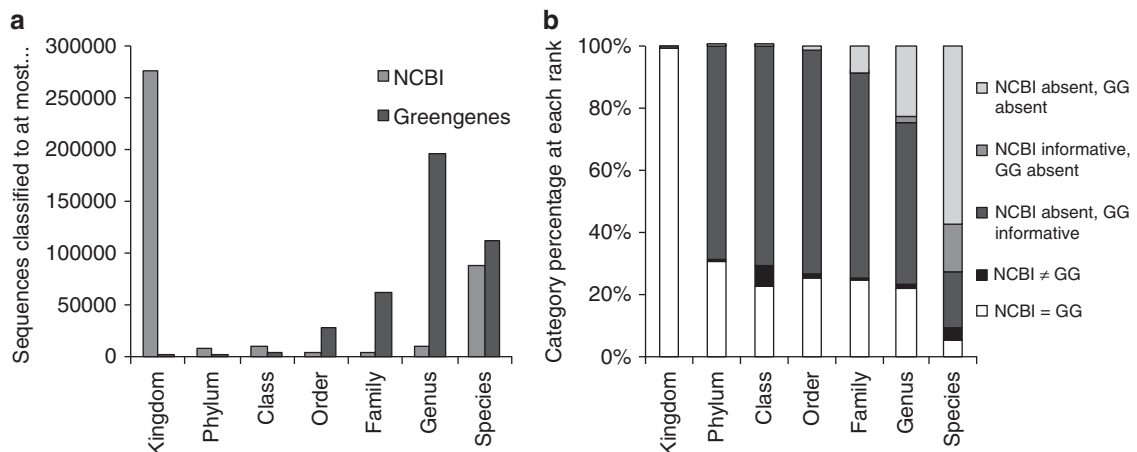 a
Sequences classified to at most...
300000
250000
200000
150000
100000
50000
0
NCBI
Greengenes
Kingdom
Phylum
Class
Order
Family
Genus
Species
b
Category percentage at each rank
100%
80%
60%
40%
20%
0%
Kingdom
Phylum
Class
Order
Family
Genus
Species
NCBI absent, GG
absent
NCBI informative,
GG absent
NCBI absent, GG
informative
NCBI ≠ GG
NCBI = GG